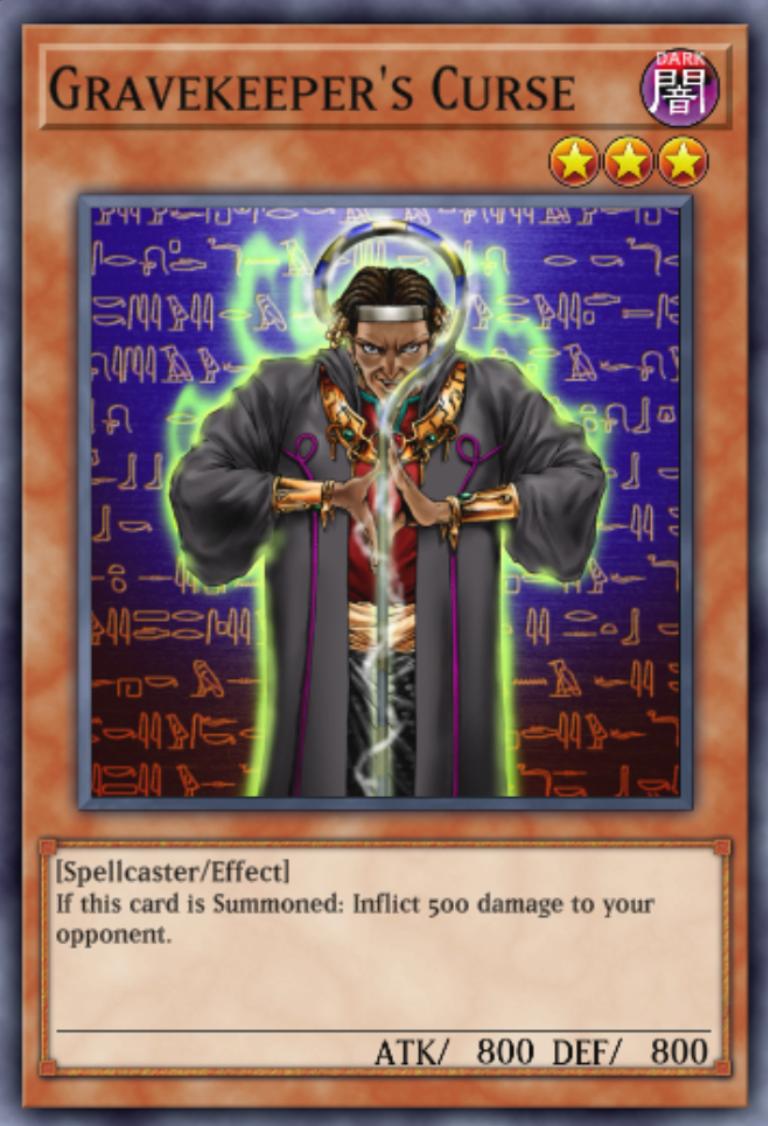 GRAVEKEEPER'S CURSE
DARK
闇
[Spellcaster/Effect]
If this card is Summoned: Inflict 500 damage to your
opponent.
ATK/ 800 DEF/ 800